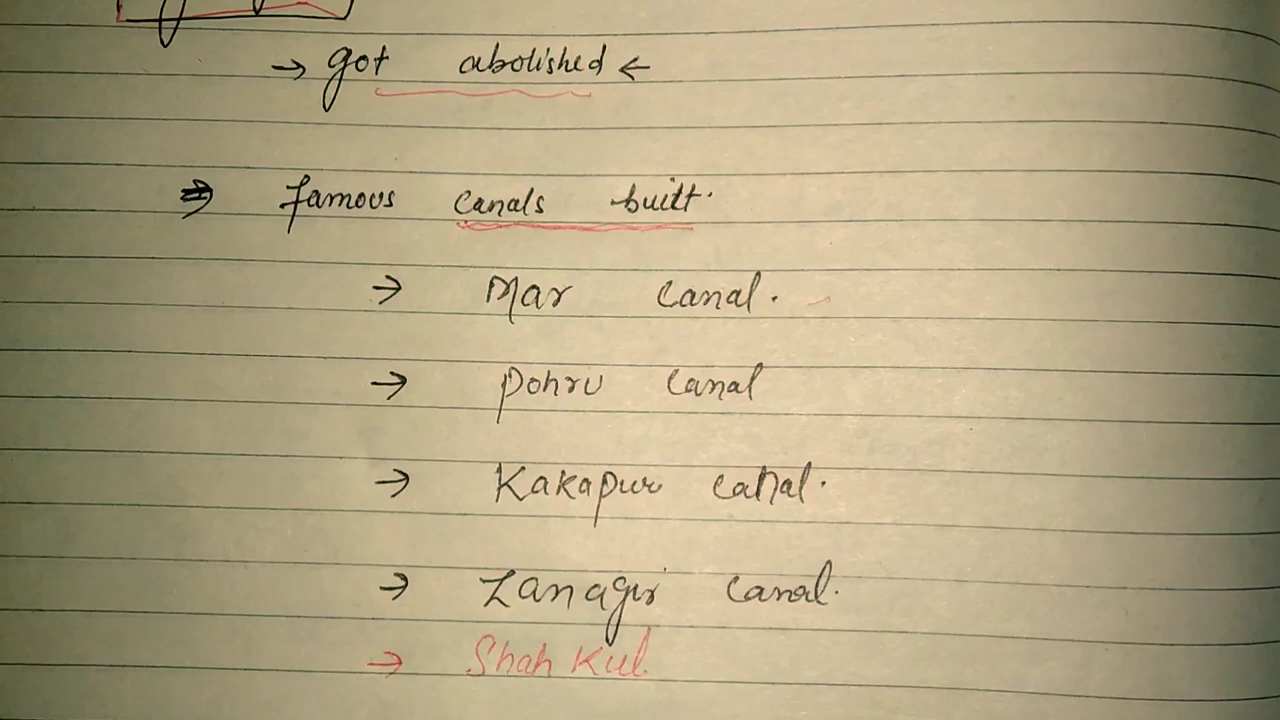 → got abolished ←
⇒ famous canals built.
→ Mar canal.
→ Pohru canal
→ Kakapur canal.
→ Zanagir canal.
→ Shah Kul.